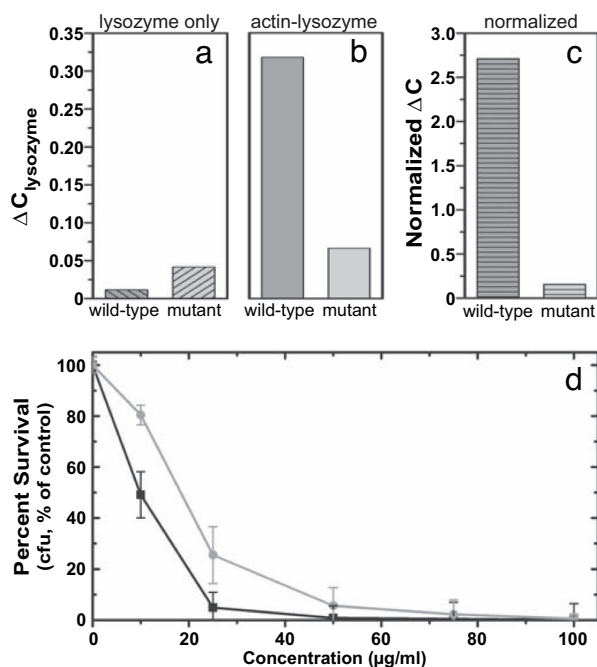 lysozyme only
actin-lysozyme
normalized
a
b
c
ΔC lysozyme
0.35
0.30
0.25
0.20
0.15
0.10
0.05
0
wild-type mutant
wild-type mutant
Normalized ΔC
3.0
2.5
2.0
1.5
1.0
0.5
0.0
wild-type mutant
d
Percent Survival
(cfu, % of control)
100
80
60
40
20
0
0 20 40 60 80 100
Concentration (µg/ml)